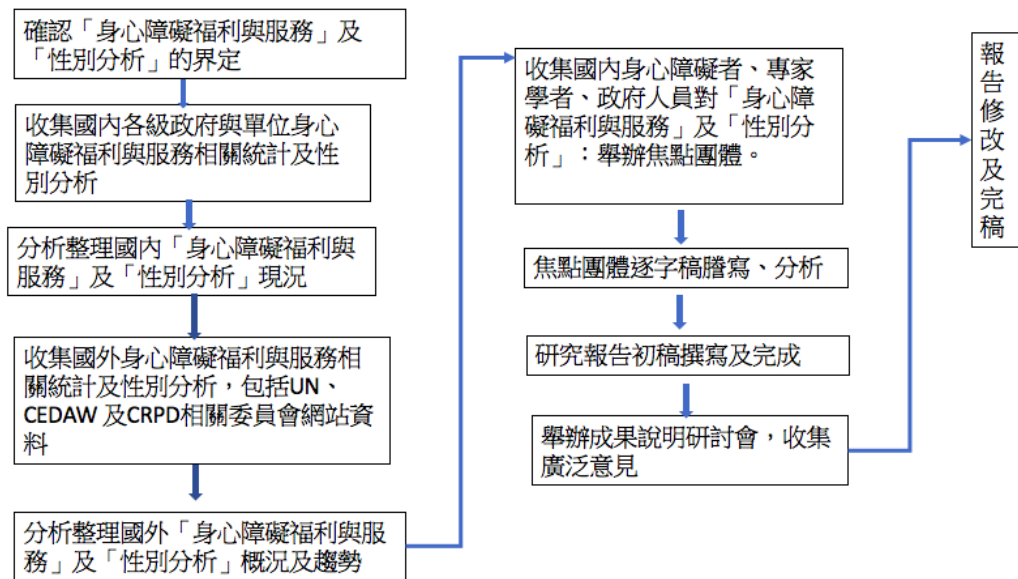 確認「身心障礙福利與服務」及
「性別分析」的界定
收集國內各級政府與單位身心
障礙福利與服務相關統計及性
別分析
分析整理國內「身心障礙福利與
服務」及「性別分析」現況
收集國外身心障礙福利與服務相
關統計及性別分析，包括UN、
CEDAW 及CRPD相關委員會網站資
料
分析整理國外「身心障礙福利與服
務」及「性別分析」概況及趨勢
收集國內身心障礙者、專家
學者、政府人員對「身心障
礙福利與服務」及「性別分
析」：舉辦焦點團體。
焦點團體逐字稿謄寫、分析
研究報告初稿撰寫及完成
舉辦成果說明研討會，收集
廣泛意見
報告修改及完稿